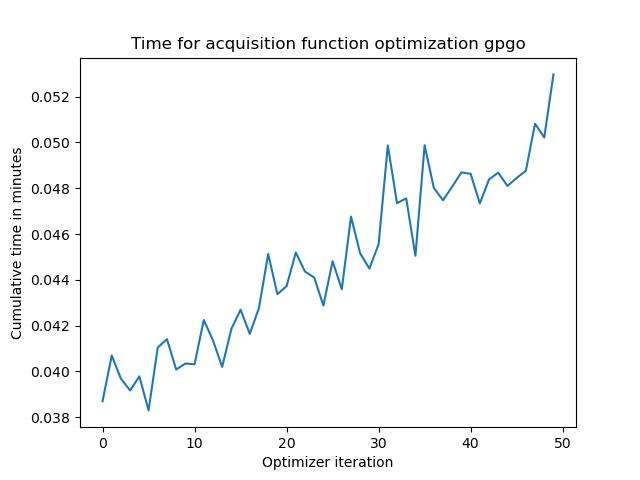 Time for acquisition function optimization gpgo
Cumulative time in minutes
0.052
0.050
0.048
0.046
0.044
0.042
0.040
0.038
0 10 20 30 40 50
Optimizer iteration